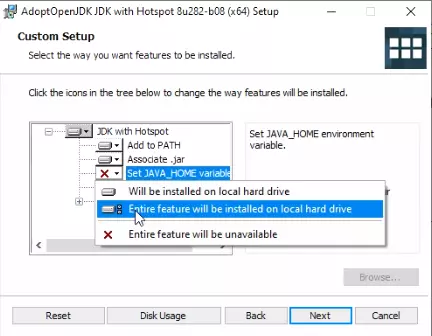 AdoptOpenJDK JDK with Hotspot 8u282-b08 (x64) Setup
Custom Setup
Select the way you want features to be installed.
Click the icons in the tree below to change the way features will be installed.
JDK with Hotspot
Add to PATH
Associate .jar
Set JAVA_HOME variable
Set JAVA_HOME environment
variable.
Will be installed on local hard drive
Entire feature will be installed on local hard drive
Entire feature will be unavailable
Browse...
Reset
Disk Usage
Back
Next
Cancel